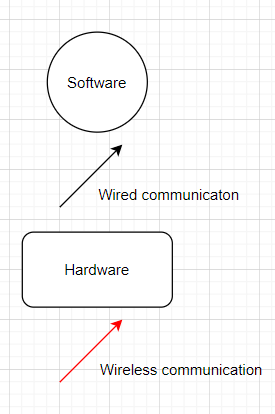 Software
Wired communicaton
Hardware
Wireless communication